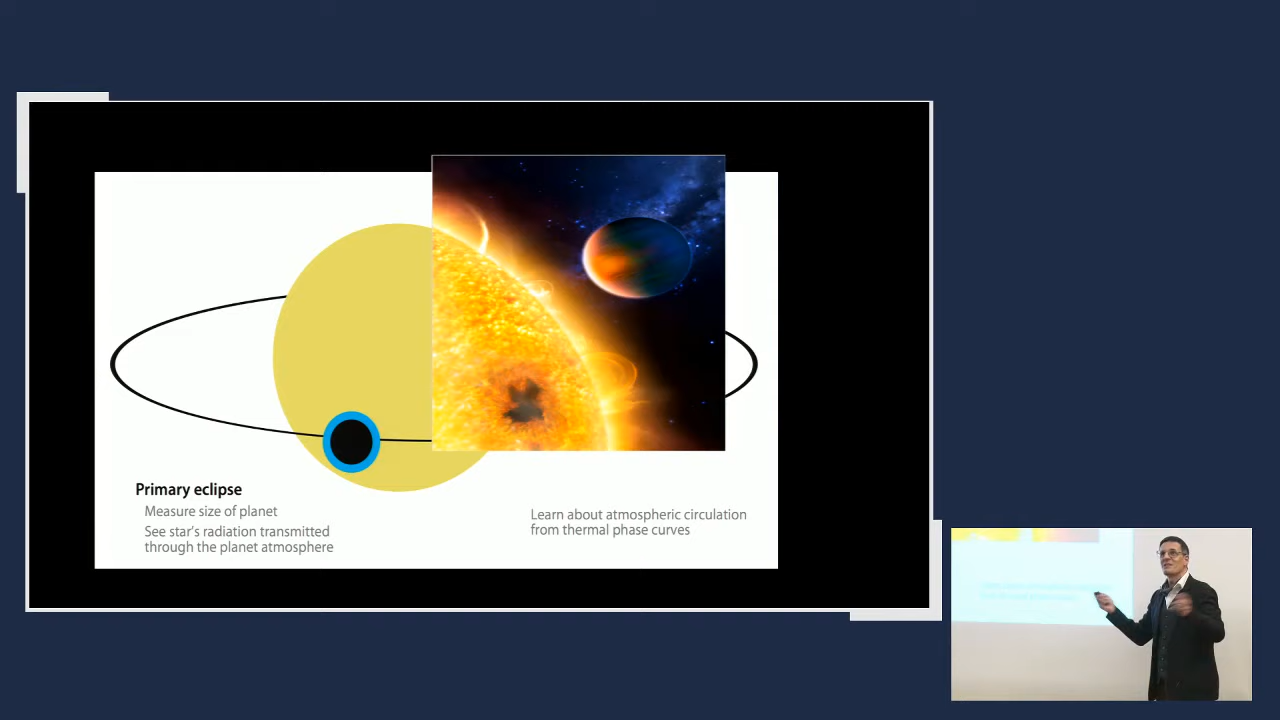 Primary eclipse
Measure size of planet
See star's radiation transmitted
through the planet atmosphere
Learn about atmospheric circulation
from thermal phase curves